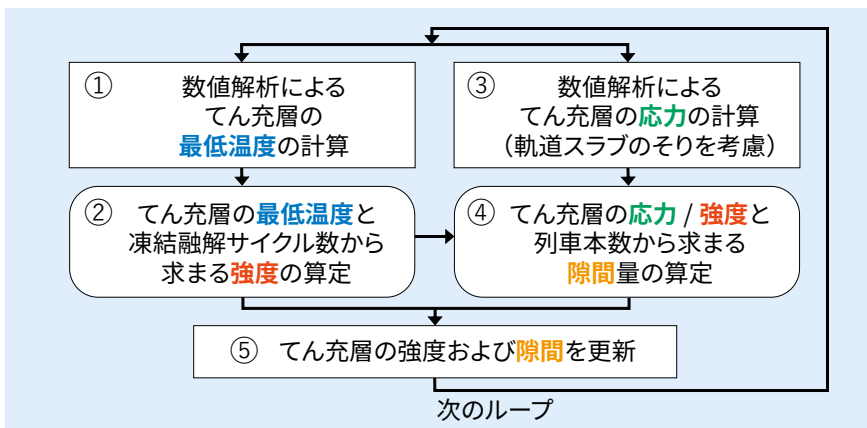 ① 数値解析による
てん充層の
最低温度の計算
③ 数値解析による
てん充層の応力の計算
（軌道スラブのそりを考慮）
② てん充層の最低温度と
凍結融解サイクル数から
求まる強度の算定
④ てん充層の応力 / 強度と
列車本数から求まる
隙間量の算定
⑤ てん充層の強度および隙間を更新
次のループ